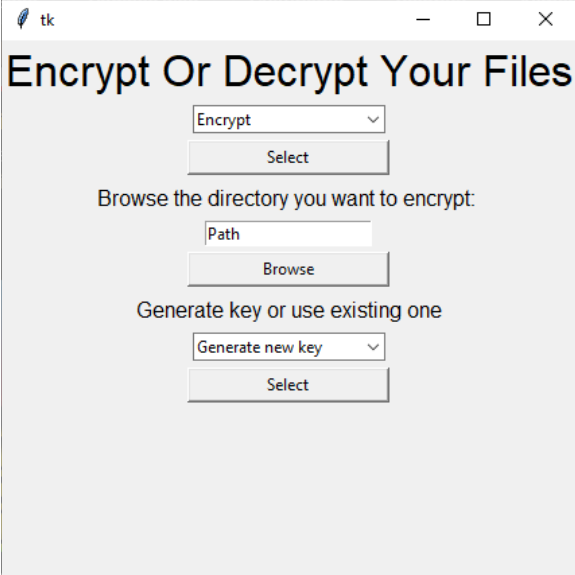 tk
Encrypt Or Decrypt Your Files
Encrypt
Select
Browse the directory you want to encrypt:
Path
Browse
Generate key or use existing one
Generate new key
Select